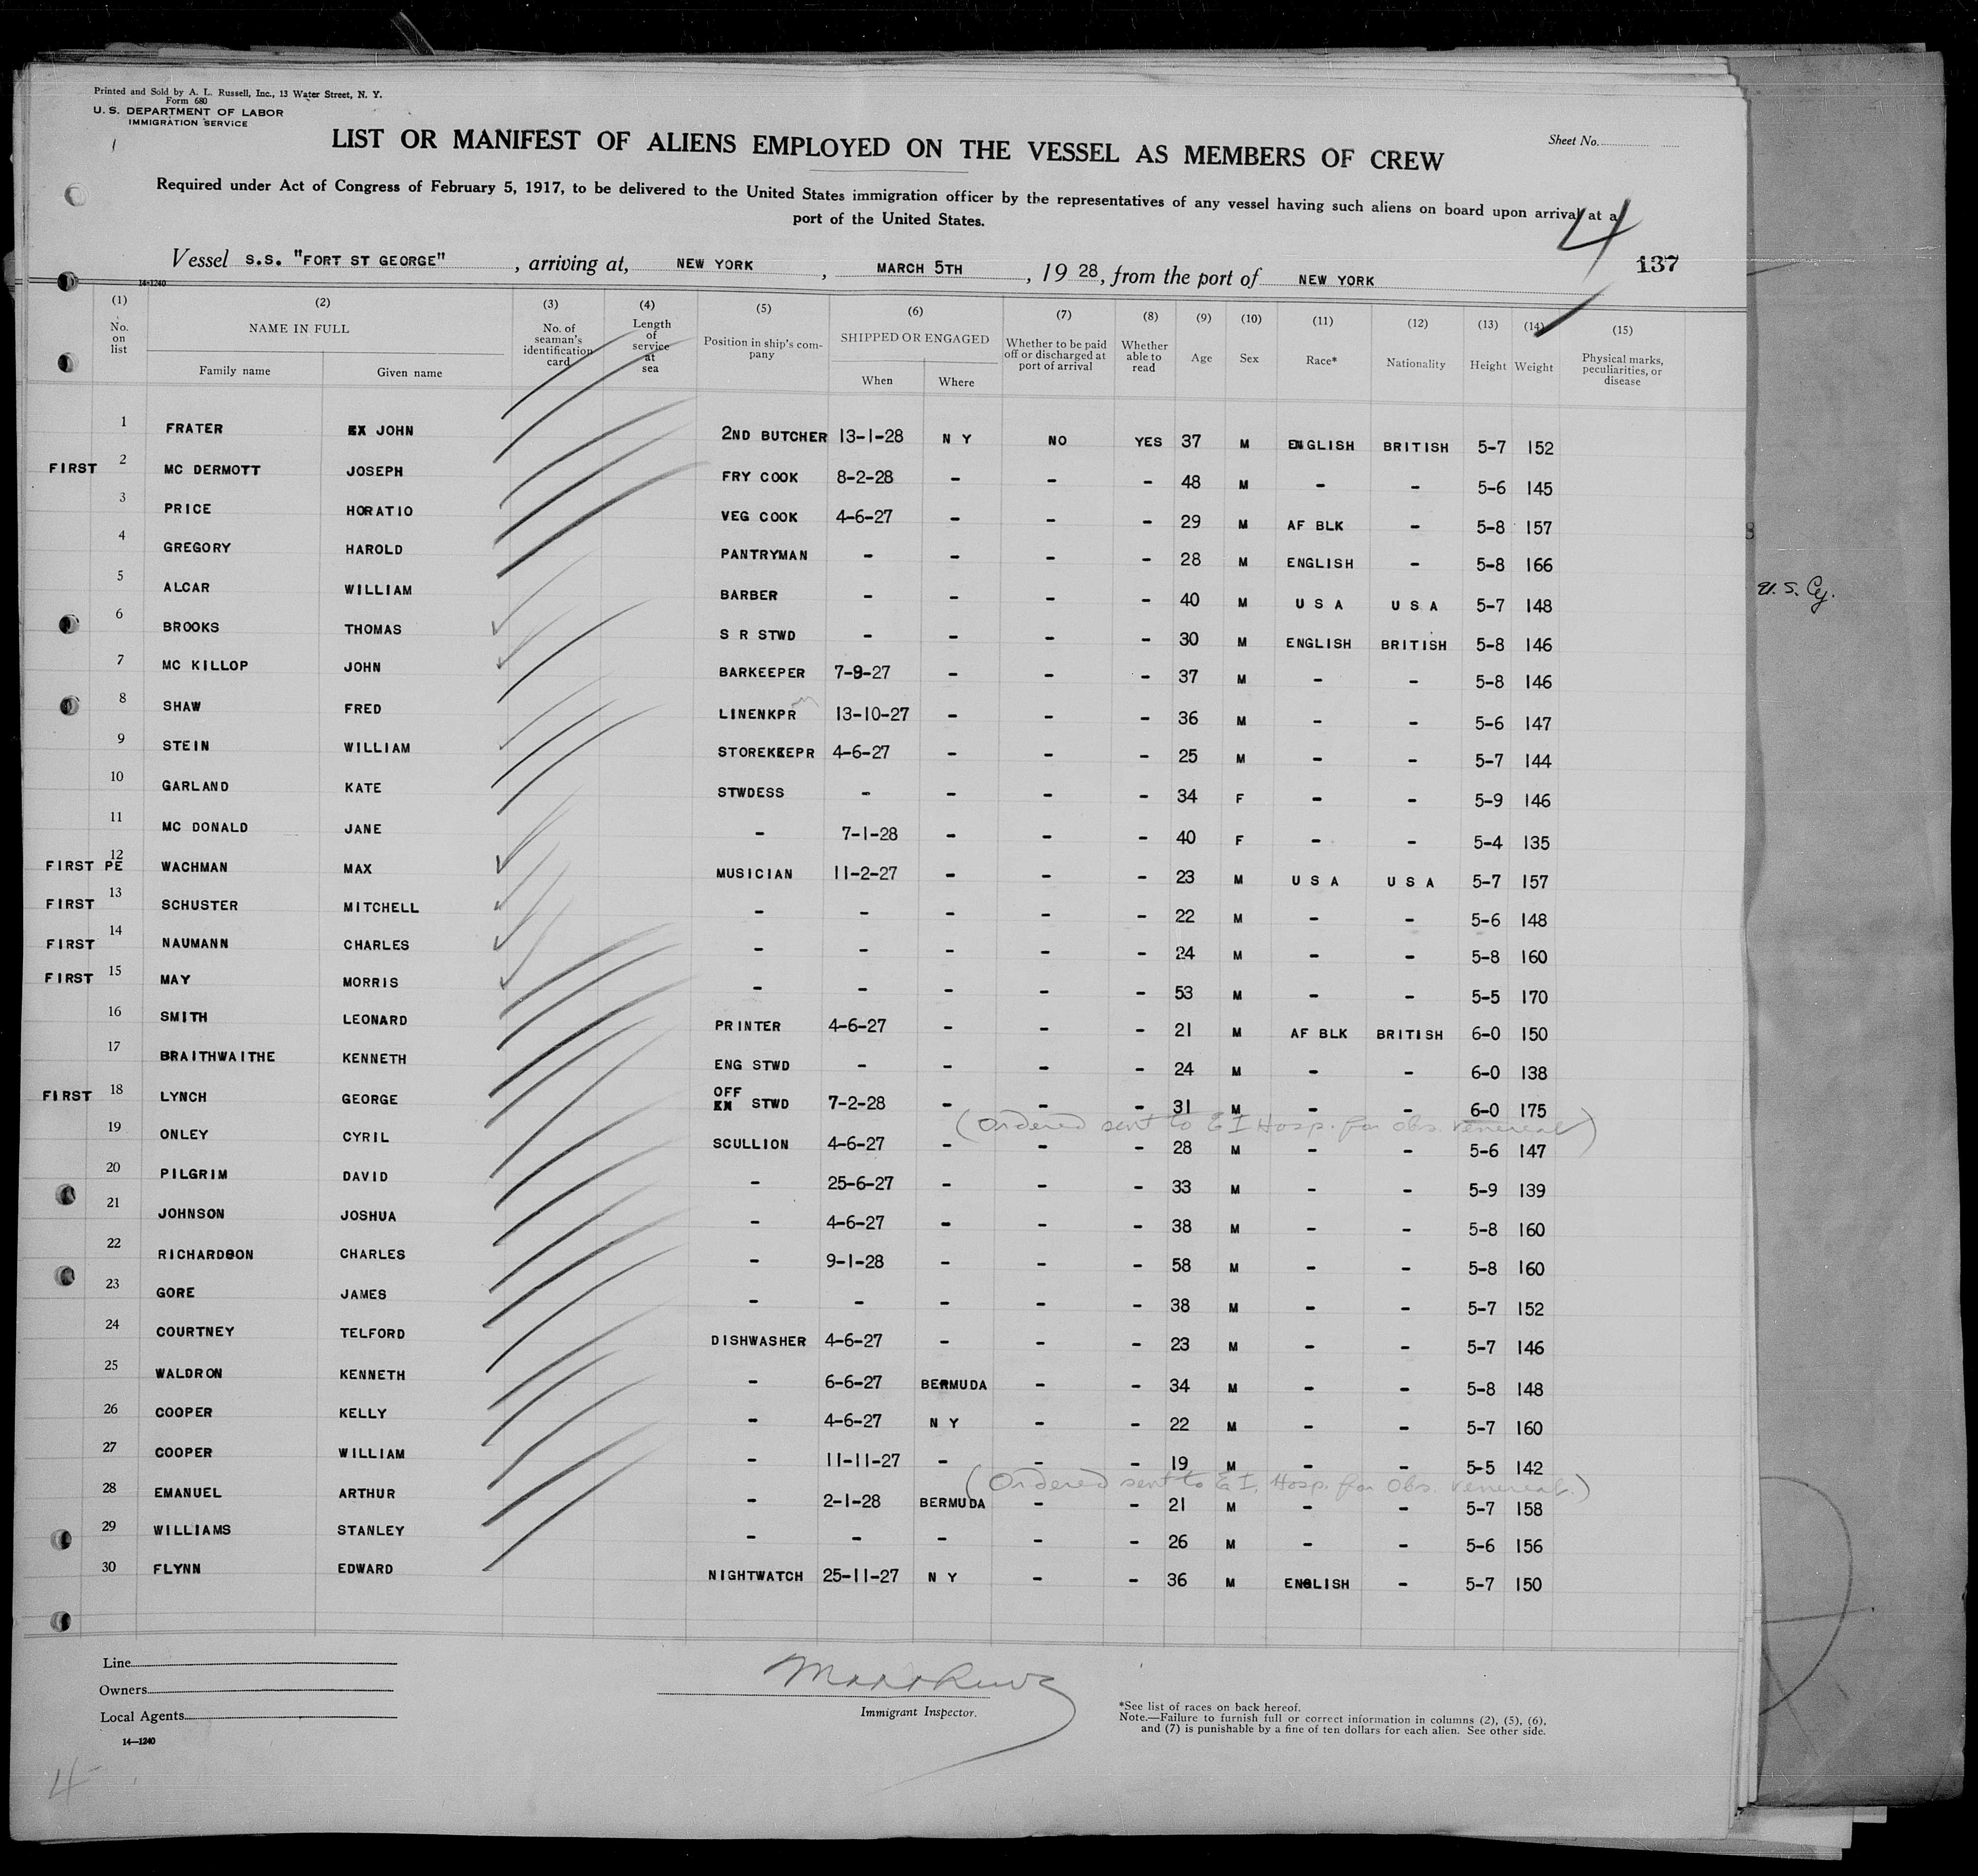 Printed and Sold by A. L. Russell, Inc., 13 Water Street, N. Y.
Form 680
U. S. DEPARTMENT OF LABOR
IMMIGRATION SERVICE
LIST OR MANIFEST OF ALIENS EMPLOYED ON THE VESSEL AS MEMBERS OF CREW
Sheet No.
Required under Act of Congress of February 5, 1917, to be delivered to the United States immigration officer by the representatives of any vessel having such aliens on board upon arrival at a
port of the United States.
4
Vessel S.S. "FORT ST GEORGE", arriving at, NEW YORK, MARCH 5TH, 19 28, from the port of NEW YORK
137
14-1240
(1) (2) (3) (4) (5) (6) (7) (8) (9) (10) (11) (12) (13) (14) (15)
No. on list
NAME IN FULL
Family name
Given name
No. of seaman's identification card
Length of service at sea
Position in ship's company
SHIPPED OR ENGAGED
When
Where
Whether to be paid off or discharged at port of arrival
Whether able to read
Age
Sex
Race*
Nationality
Height
Weight
Physical marks, peculiarities, or disease
1 FRATER EX JOHN 2ND BUTCHER 13-1-28 N Y NO YES 37 M ENGLISH BRITISH 5-7 152
FIRST 2 MC DERMOTT JOSEPH FRY COOK 8-2-28 - - - 48 M - - 5-6 145
3 PRICE HORATIO VEG COOK 4-6-27 - - - 29 M AF BLK - 5-8 157
4 GREGORY HAROLD PANTRYMAN - - - - 28 M ENGLISH - 5-8 166
5 ALCAR WILLIAM BARBER - - - - 40 M U S A U S A 5-7 148
U. S. Cy.
6 BROOKS THOMAS S R STWD - - - - 30 M ENGLISH BRITISH 5-8 146
7 MC KILLOP JOHN BARKEEPER 7-9-27 - - - 37 M - - 5-8 146
8 SHAW FRED LINENKPR 13-10-27 - - - 36 M - - 5-6 147
9 STEIN WILLIAM STOREKEEPR 4-6-27 - - - 25 M - - 5-7 144
10 GARLAND KATE STWDESS - - - - 34 F - - 5-9 146
11 MC DONALD JANE - 7-1-28 - - - 40 F - - 5-4 135
FIRST PE 12 WACHMAN MAX MUSICIAN 11-2-27 - - - 23 M U S A U S A 5-7 157
FIRST 13 SCHUSTER MITCHELL - - - - - 22 M - - 5-6 148
FIRST 14 NAUMANN CHARLES - - - - - 24 M - - 5-8 160
FIRST 15 MAY MORRIS - - - - - 53 M - - 5-5 170
16 SMITH LEONARD PRINTER 4-6-27 - - - 21 M AF BLK BRITISH 6-0 150
17 BRAITHWAITHE KENNETH ENG STWD - - - - 24 M - - 6-0 138
FIRST 18 LYNCH GEORGE OFF EN STWD 7-2-28 - - - 31 M - - 6-0 175
(Ordered sent to E I Hosp. for Obs. venereal)
19 ONLEY CYRIL SCULLION 4-6-27 - - - 28 M - - 5-6 147
20 PILGRIM DAVID - 25-6-27 - - - 33 M - - 5-9 139
21 JOHNSON JOSHUA - 4-6-27 - - - 38 M - - 5-8 160
22 RICHARDSON CHARLES - 9-1-28 - - - 58 M - - 5-8 160
23 GORE JAMES - - - - - 38 M - - 5-7 152
24 COURTNEY TELFORD DISHWASHER 4-6-27 - - - 23 M - - 5-7 146
25 WALDRON KENNETH - 6-6-27 BERMUDA - - 34 M - - 5-8 148
26 COOPER KELLY - 4-6-27 N Y - - 22 M - - 5-7 160
27 COOPER WILLIAM - 11-11-27 - - - 19 M - - 5-5 142
(Ordered sent to E I. Hosp. for Obs. venereal.)
28 EMANUEL ARTHUR - 2-1-28 BERMUDA - - 21 M - - 5-7 158
29 WILLIAMS STANLEY - - - - - 26 M - - 5-6 156
30 FLYNN EDWARD NIGHTWATCH 25-11-27 N Y - - 36 M ENGLISH - 5-7 150
Line
Owners
Local Agents
14-1240
Immigrant Inspector.
*See list of races on back hereof.
Note.—Failure to furnish full or correct information in columns (2), (5), (6),
and (7) is punishable by a fine of ten dollars for each alien. See other side.
4